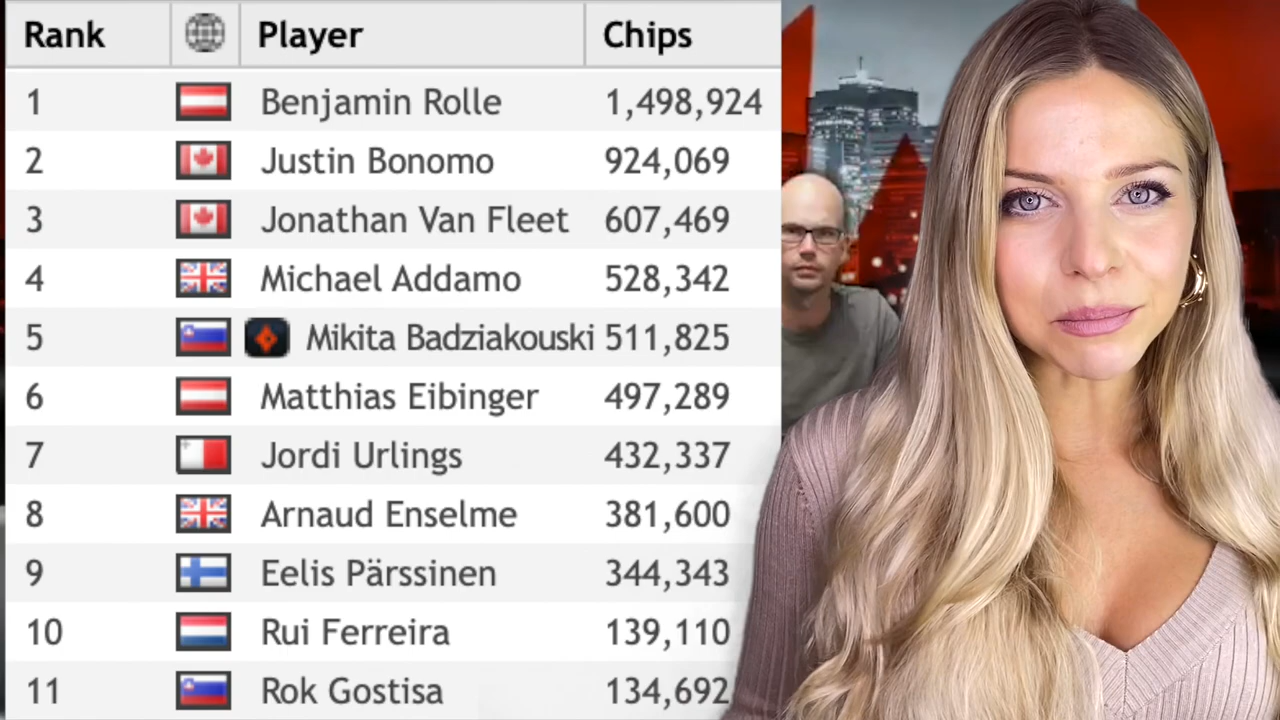 Rank Player Chips
1 Benjamin Rolle 1,498,924
2 Justin Bonomo 924,069
3 Jonathan Van Fleet 607,469
4 Michael Addamo 528,342
5 Mikita Badziakouski 511,825
6 Matthias Eibinger 497,289
7 Jordi Urlings 432,337
8 Arnaud Enselme 381,600
9 Eelis Pärssinen 344,343
10 Rui Ferreira 139,110
11 Rok Gostisa 134,692